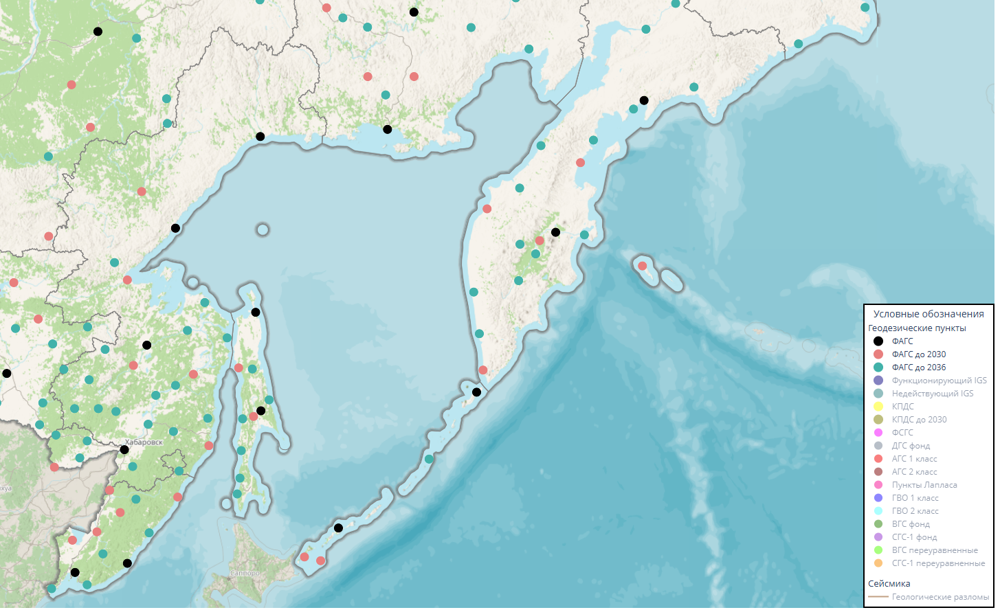 Хабаровск
хуа
Саппоро
Условные обозначения
Геодезические пункты
ФАГС
ФАГС до 2030
ФАГС до 2036
Функционирующий IGS
Недействующий IGS
КПДС
КПДС до 2030
ФСГС
ДГС фонд
АГС 1 класс
АГС 2 класс
Пункты Лапласа
ГВО 1 класс
ГВО 2 класс
ВГС фонд
СГС-1 фонд
ВГС переуравненные
СГС-1 переуравненные
Сейсмика
Геологические разломы